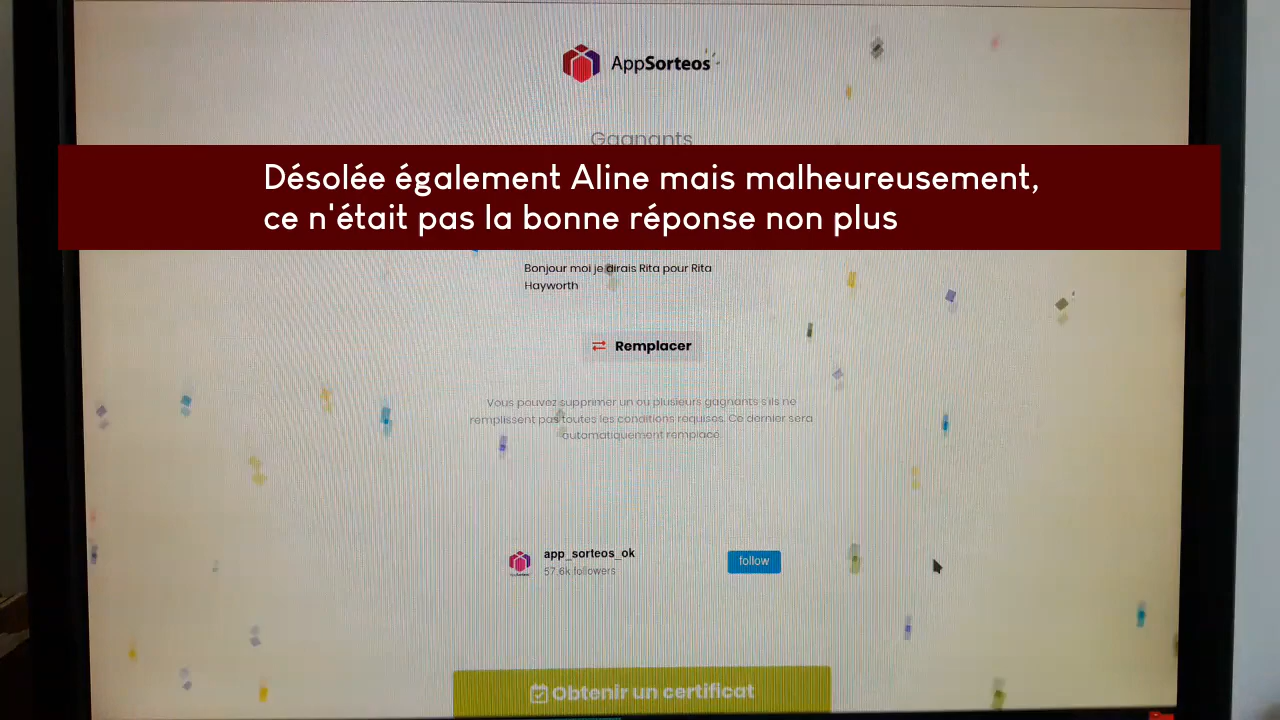 AppSorteos
Gagnants
Désolée également Aline mais malheureusement,
ce n'était pas la bonne réponse non plus
Bonjour moi je dirais Rita pour Rita
Hayworth
Remplacer
Vous pouvez supprimer un ou plusieurs gagnants s'ils ne
remplissent pas toutes les conditions requises. Ce dernier sera
automatiquement remplacé.
app_sorteos_ok
57.6k followers
follow
Obtenir un certificat